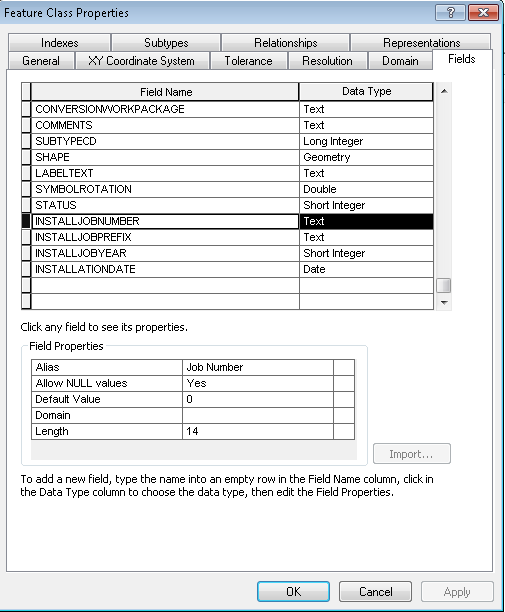 Feature Class Properties
Indexes Subtypes Relationships Representations
General XY Coordinate System Tolerance Resolution Domain Fields
Field Name Data Type
CONVERSIONWORKPACKAGE Text
COMMENTS Text
SUBTYPECD Long Integer
SHAPE Geometry
LABELTEXT Text
SYMBOLROTATION Double
STATUS Short Integer
INSTALLJOBNUMBER Text
INSTALLJOBPREFIX Text
INSTALLJOBYEAR Short Integer
INSTALLATIONDATE Date
Click any field to see its properties.
Field Properties
Alias Job Number
Allow NULL values Yes
Default Value 0
Domain
Length 14
Import...
To add a new field, type the name into an empty row in the Field Name column, click in
the Data Type column to choose the data type, then edit the Field Properties.
OK Cancel Apply